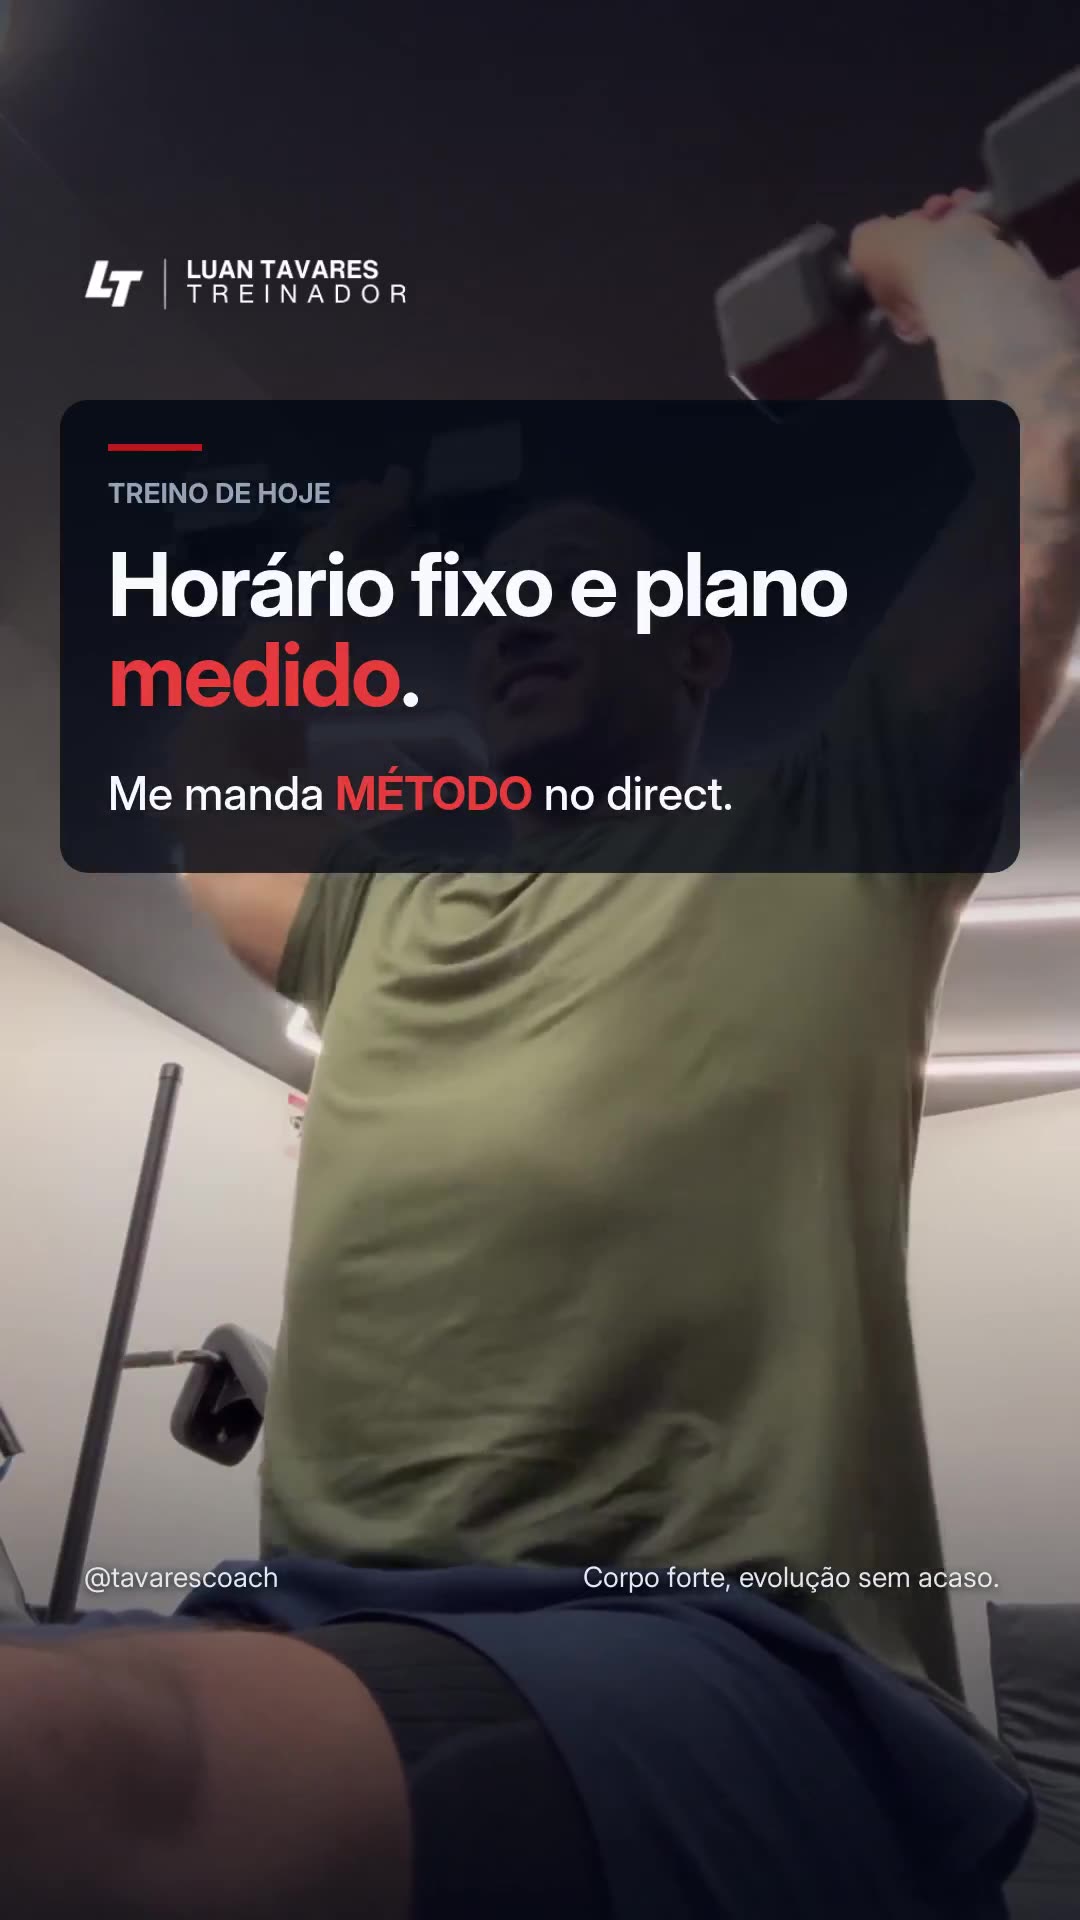 LT
LUAN TAVARES
TREINADOR
TREINO DE HOJE
Horário fixo e plano
medido.
Me manda MÉTODO no direct.
@tavarescoach
Corpo forte, evolução sem acaso.